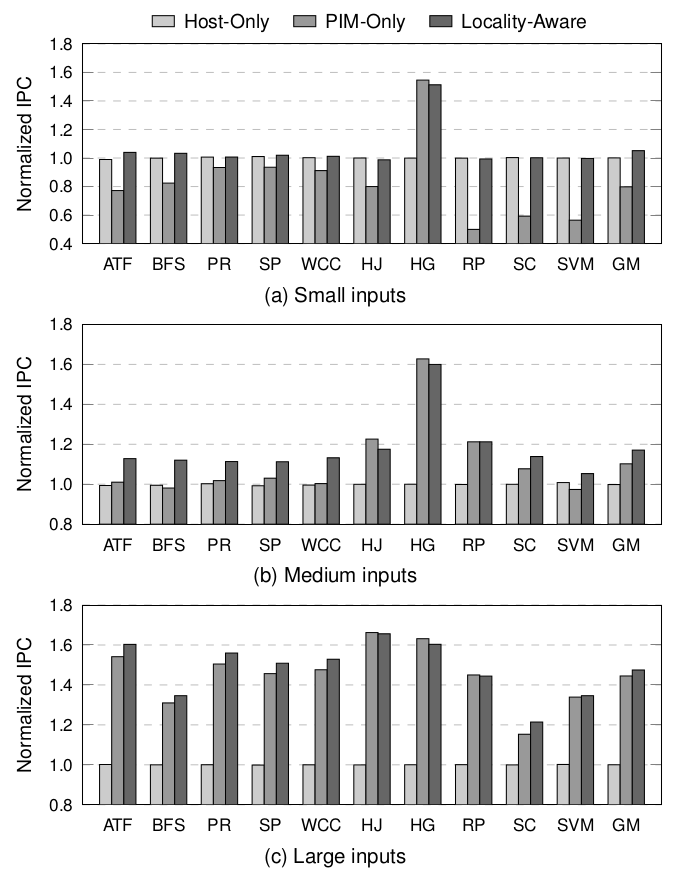 Host-Only PIM-Only Locality-Aware
Normalized IPC
1.8
1.6
1.4
1.2
1.0
0.8
0.6
0.4
ATF BFS PR SP WCC HJ HG RP SC SVM GM
(a) Small inputs
Normalized IPC
1.8
1.6
1.4
1.2
1.0
0.8
ATF BFS PR SP WCC HJ HG RP SC SVM GM
(b) Medium inputs
Normalized IPC
1.8
1.6
1.4
1.2
1.0
0.8
ATF BFS PR SP WCC HJ HG RP SC SVM GM
(c) Large inputs